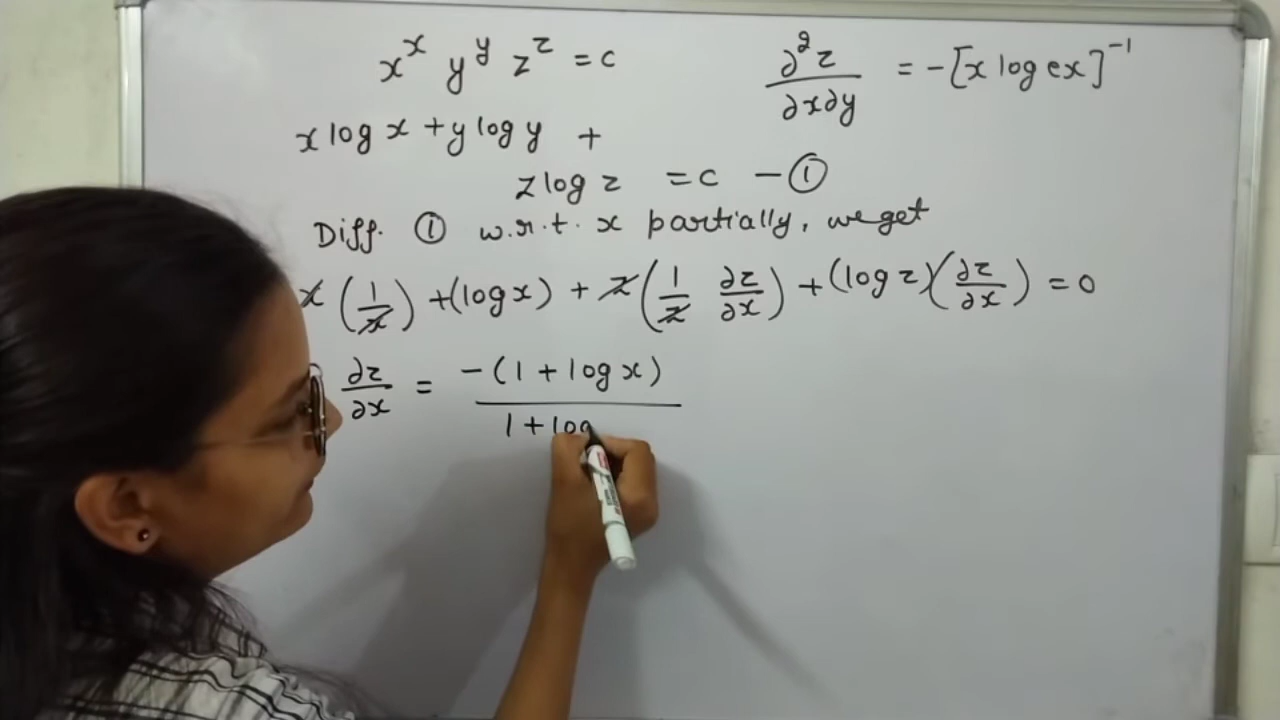 x^x y^y z^z = c
∂²z/∂x∂y = -[x log ex]^-1
x log x + y log y +
z log z = c - ①
Diff. ① w.r.t. x partially, we get
x (1/x) + (log x) + z (1/z ∂z/∂x) + (log z)(∂z/∂x) = 0
∂z/∂x = -(1 + log x) / 1 + log